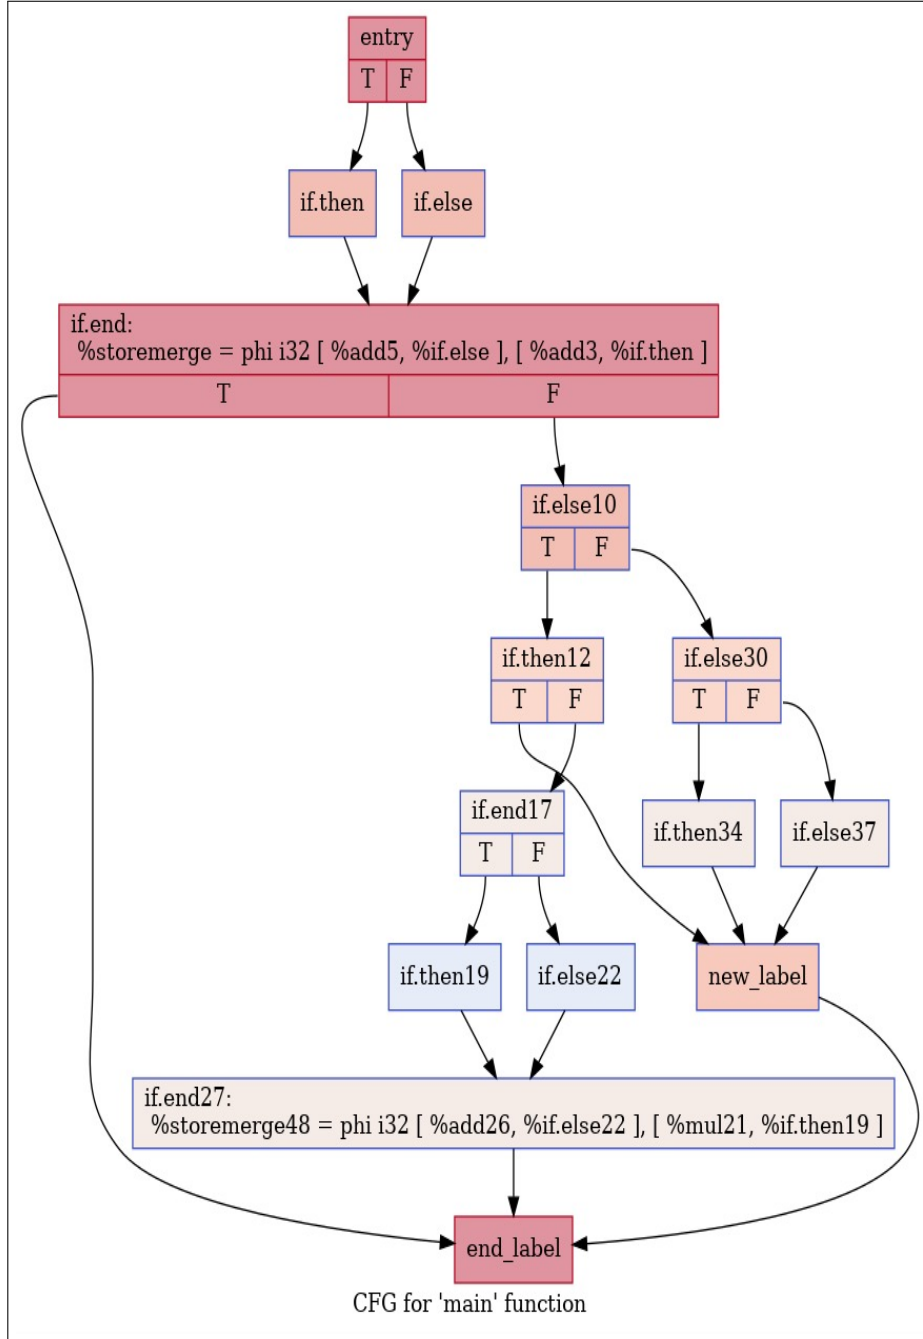 entry
T F
if.then if.else
if.end:
%storemerge = phi i32 [ %add5, %if.else ], [ %add3, %if.then ]
T F
if.else10
T F
if.then12 if.else30
T F T F
if.end17
T F
if.then34 if.else37
if.then19 if.else22 new_label
if.end27:
%storemerge48 = phi i32 [ %add26, %if.else22 ], [ %mul21, %if.then19 ]
end_label
CFG for 'main' function